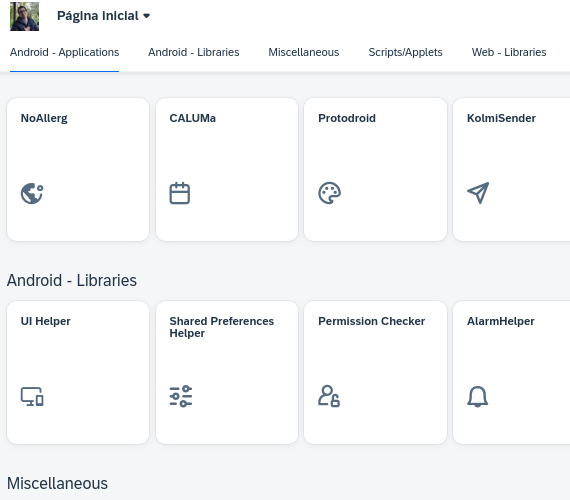 Página inicial
Android - Applications
Android - Libraries
Miscellaneous
Scripts/Applets
Web - Libraries
NoAllerg
CALUMa
Protodroid
KolmiSender
Android - Libraries
UI Helper
Shared Preferences
Helper
Permission Checker
AlarmHelper
Miscellaneous